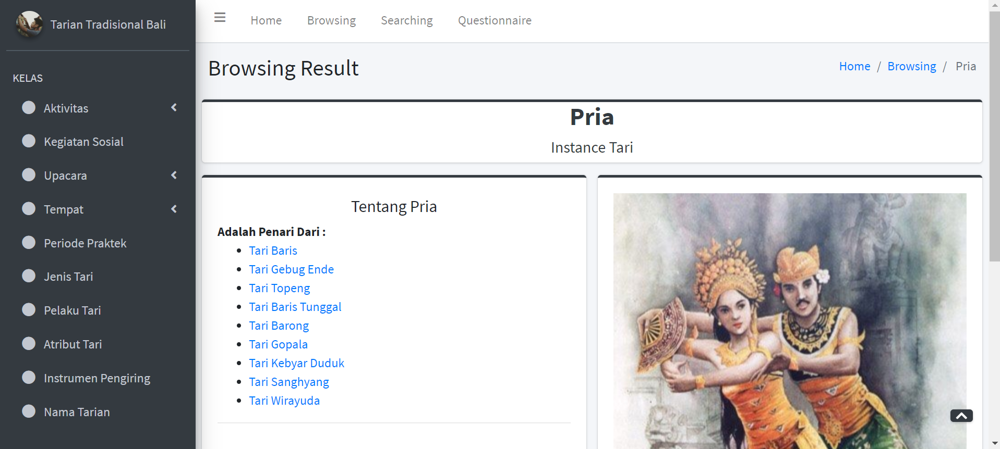 Tarian Tradisional Bali
KELAS
Aktivitas
Kegiatan Sosial
Upacara
Tempat
Periode Praktek
Jenis Tari
Pelaku Tari
Atribut Tari
Instrumen Pengiring
Nama Tarian
Home Browsing Searching Questionnaire
Browsing Result
Home / Browsing / Pria
Pria
Instance Tari
Tentang Pria
Adalah Penari Dari :
Tari Baris
Tari Gebug Ende
Tari Topeng
Tari Baris Tunggal
Tari Barong
Tari Gopala
Tari Kebyar Duduk
Tari Sanghyang
Tari Wirayuda